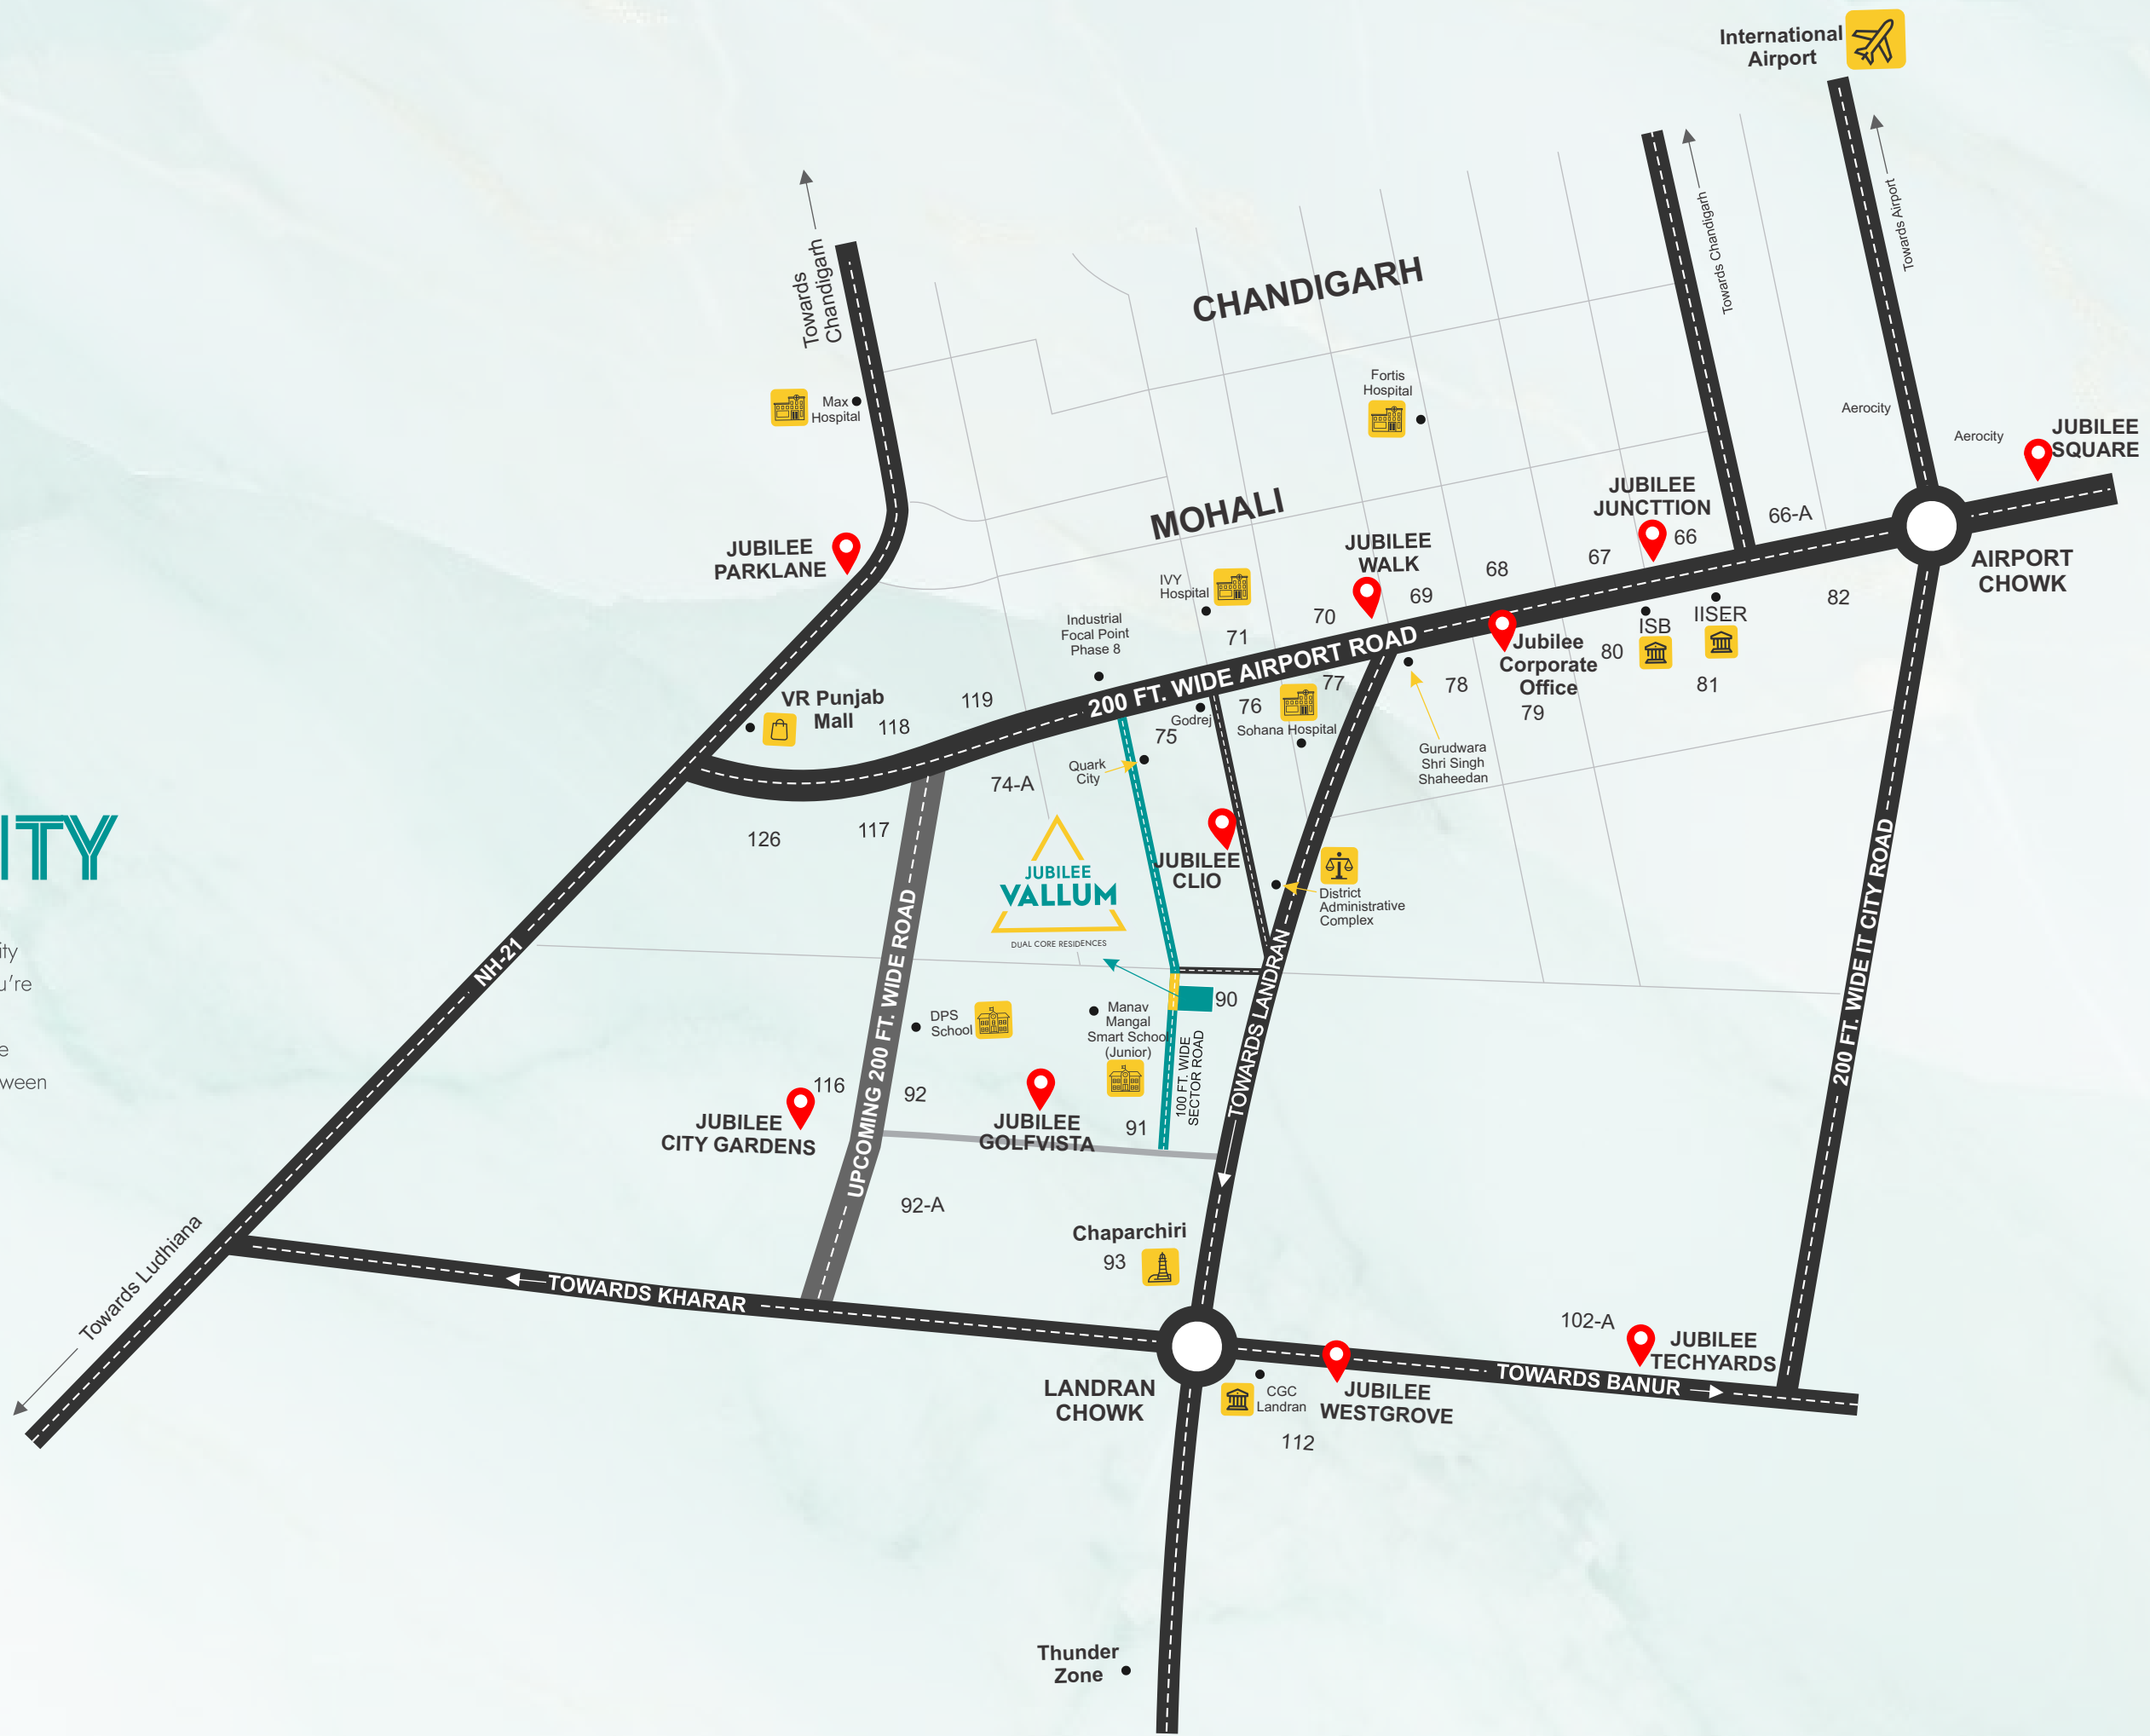 International
Airport
Towards Airport
Towards Chandigarh
Towards
Chandigarh
CHANDIGARH
Max
Hospital
Fortis
Hospital
Aerocity
Aerocity
JUBILEE
SQUARE
JUBILEE
JUNCTTION
66
66-A
MOHALI
JUBILEE
WALK
67
68
69
70
71
JUBILEE
PARKLANE
IVY
Hospital
AIRPORT
CHOWK
82
Industrial
Focal Point
Phase 8
200 FT. WIDE AIRPORT ROAD
ISB
IISER
80
81
Jubilee
Corporate
Office
79
78
77
76
Sohana Hospital
Godrej
75
VR Punjab
Mall
118
119
Gurudwara
Shri Singh
Shaheedan
Quark
City
74-A
117
126
ITY
JUBILEE
VALLUM
DUAL CORE RESIDENCES
JUBILEE
CLIO
District
Administrative
Complex
NH-21
UPCOMING 200 FT. WIDE ROAD
TOWARDS LANDRAN
200 FT. WIDE IT CITY ROAD
ity
u're
e
ween
90
DPS
School
Manav
Mangal
Smart School
(Junior)
100 FT. WIDE
SECTOR ROAD
116
92
91
JUBILEE
CITY GARDENS
JUBILEE
GOLFVISTA
92-A
Chaparchiri
93
Towards Ludhiana
TOWARDS KHARAR
102-A
JUBILEE
TECHYARDS
TOWARDS BANUR
LANDRAN
CHOWK
CGC
Landran
JUBILEE
WESTGROVE
112
Thunder
Zone